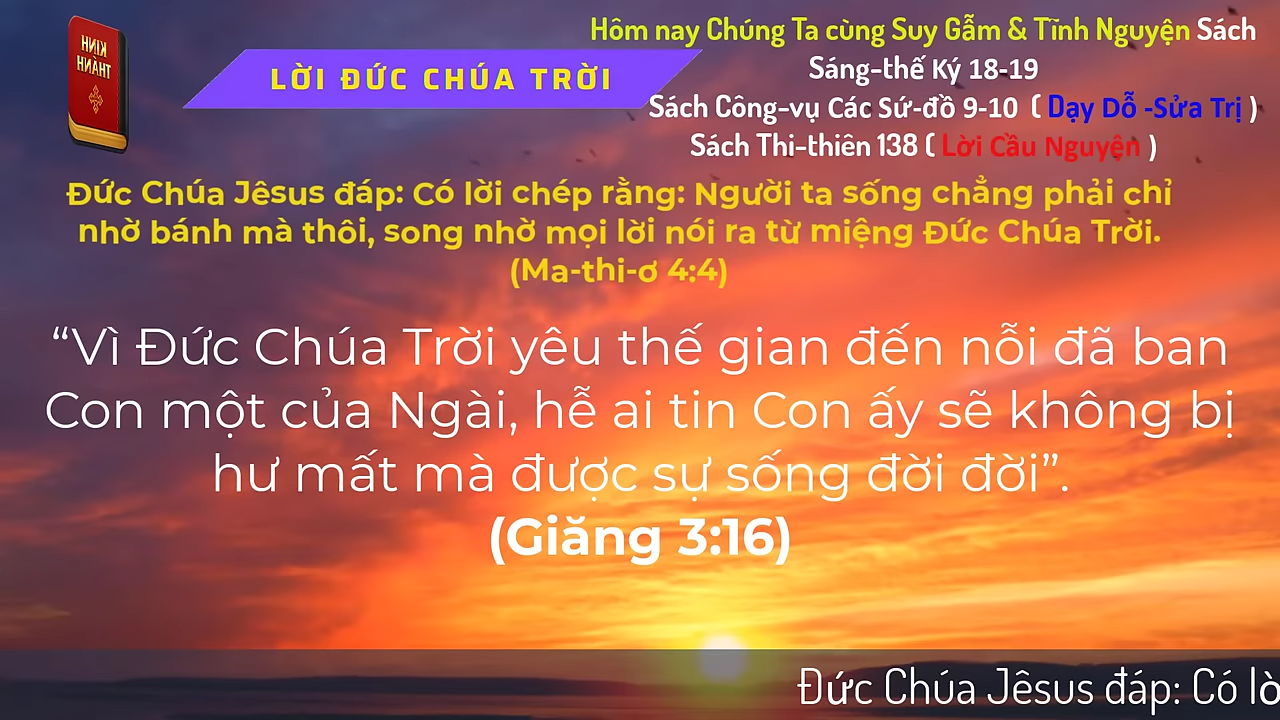 KINH
THÁNH
LỜI ĐỨC CHÚA TRỜI
Hôm nay Chúng Ta cùng Suy Gẫm & Tĩnh Nguyện Sách
Sáng-thế Ký 18-19
Sách Công-vụ Các Sứ-đồ 9-10 ( Dạy Dỗ -Sửa Trị )
Sách Thi-thiên 138 ( Lời Cầu Nguyện )
Đức Chúa Jêsus đáp: Có lời chép rằng: Người ta sống chẳng phải chỉ
nhờ bánh mà thôi, song nhờ mọi lời nói ra từ miệng Đức Chúa Trời.
(Ma-thi-ơ 4:4)
“Vì Đức Chúa Trời yêu thế gian đến nỗi đã ban
Con một của Ngài, hễ ai tin Con ấy sẽ không bị
hư mất mà được sự sống đời đời”.
(Giăng 3:16)
Đức Chúa Jêsus đáp: Có lò